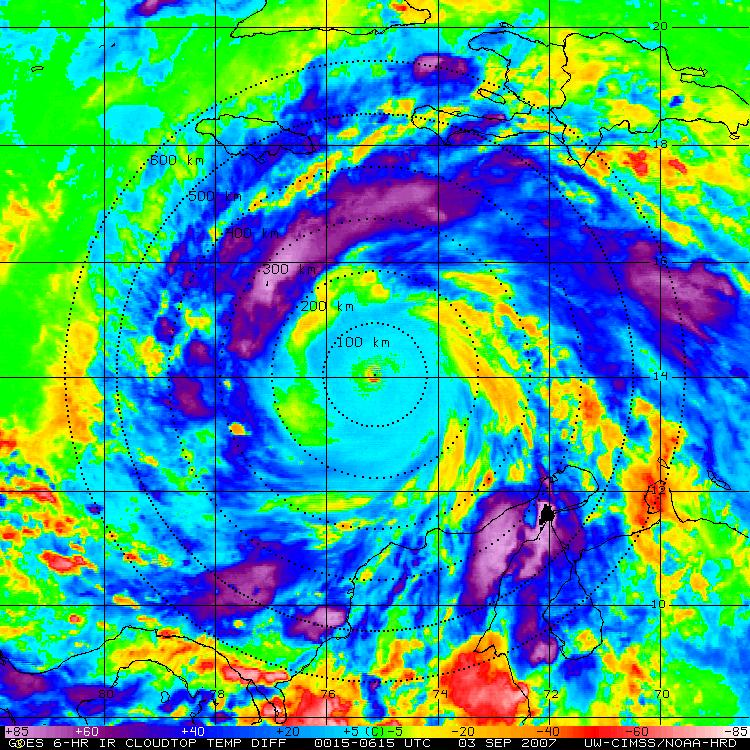 20
18
600 km
500 km
400 km
300 km
200 km
100 km
14
12
10
80 78 76 74 72 70
+85 +60 +40 +20 +5(C)-5 -20 -40 -60 -85
GOES 6-HR IR CLOUDTOP TEMP DIFF 0015-0615 UTC 03 SEP 2007 UW-CIMSS/NOAA-HRD